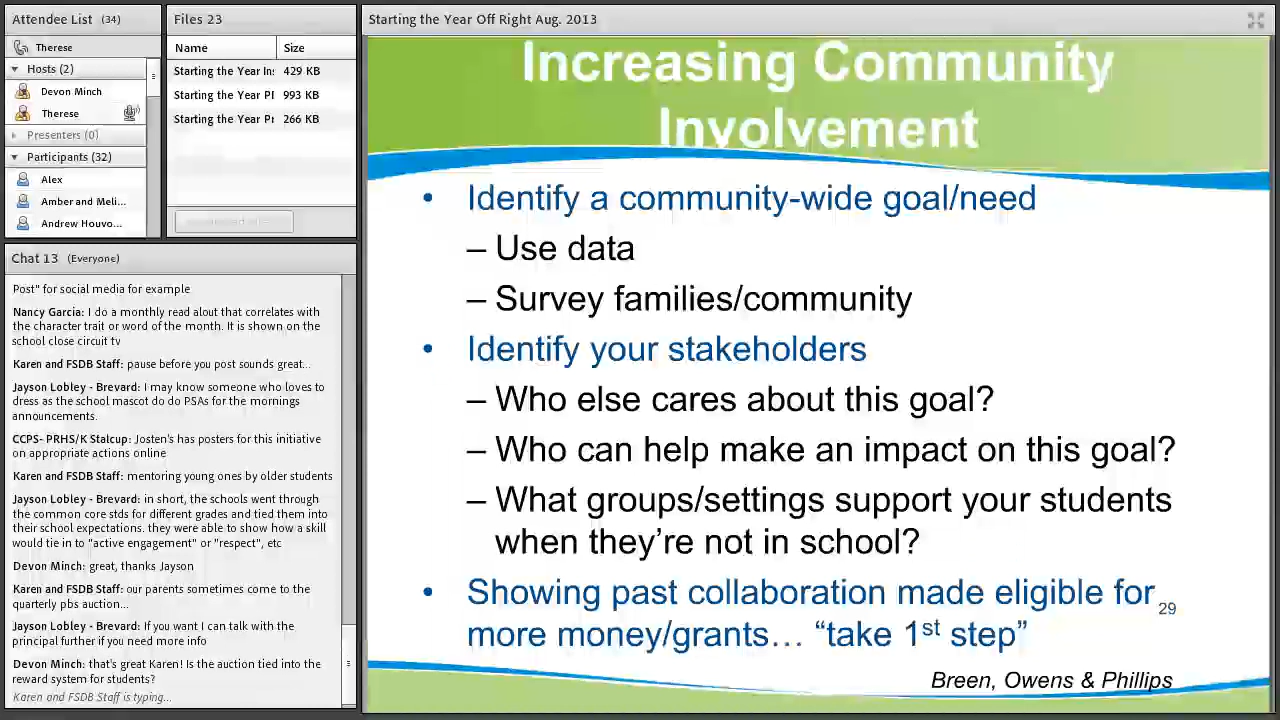 Attendee List (34)
Therese
Hosts (2)
Devon Minch
Therese
Presenters (0)
Participants (32)
Alex
Amber and Meli...
Andrew Houvo...
Files 23
Name Size
Starting the Year In: 429 KB
Starting the Year Pl 993 KB
Starting the Year Pr 266 KB
Chat 13 (Everyone)
Post" for social media for example
Nancy Garcia: I do a monthly read alout that correlates with
the character trait or word of the month. It is shown on the
school close circuit tv
Karen and FSDB Staff: pause before you post sounds great...
Jayson Lobley - Brevard: I may know someone who loves to
dress as the school mascot do do PSAs for the mornings
announcements.
CCPS- PRHS/K Stalcup: Josten's has posters for this initiative
on appropriate actions online
Karen and FSDB Staff: mentoring young ones by older students
Jayson Lobley - Brevard: in short, the schools went through
the common core stds for different grades and tied them into
their school expectations. they were able to show how a skill
would tie in to "active engagement" or "respect", etc
Devon Minch: great, thanks Jayson
Karen and FSDB Staff: our parents sometimes come to the
quarterly pbs auction...
Jayson Lobley - Brevard: If you want I can talk with the
principal further if you need more info
Devon Minch: that's great Karen! Is the auction tied into the
reward system for students?
Karen and FSDB Staff is typing...
Starting the Year Off Right Aug. 2013
Increasing Community
Involvement
• Identify a community-wide goal/need
– Use data
– Survey families/community
• Identify your stakeholders
– Who else cares about this goal?
– Who can help make an impact on this goal?
– What groups/settings support your students
when they’re not in school?
• Showing past collaboration made eligible for
more money/grants… “take 1st step”
29
Breen, Owens & Phillips